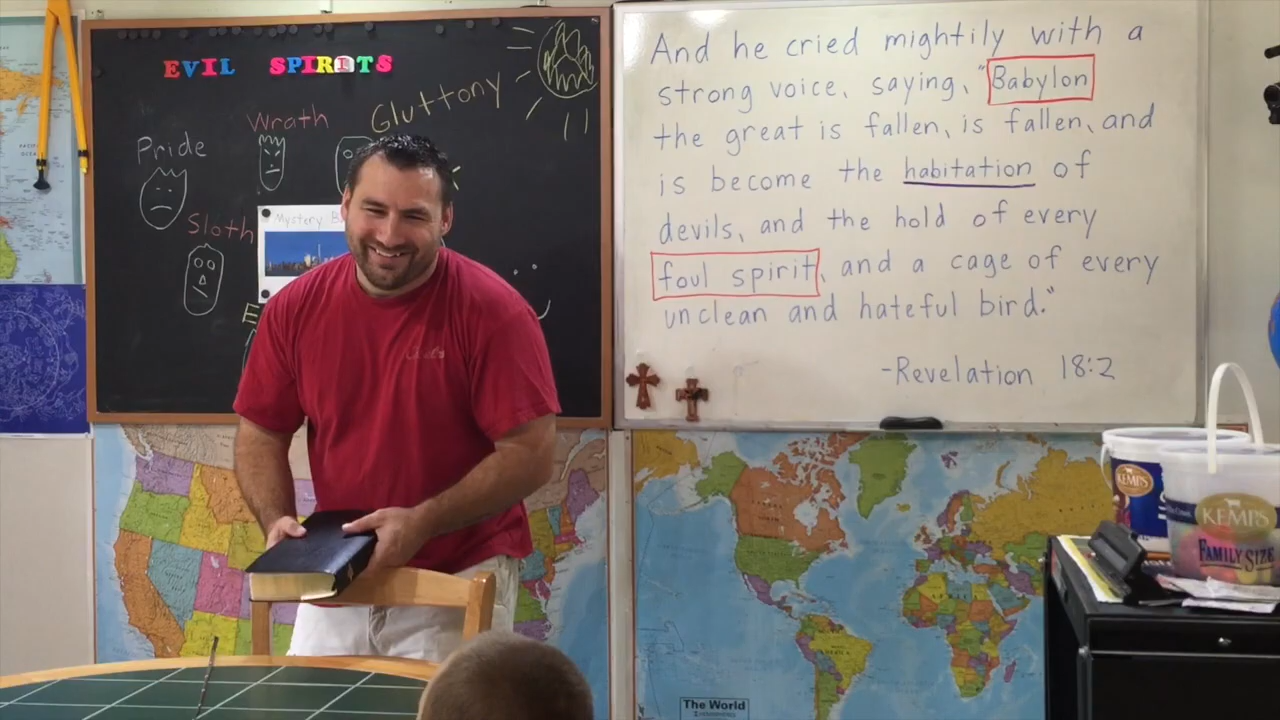 EVIL SPIRITS
Wrath
Gluttony
Pride
Sloth
Mystery
E
And he cried mightily with a
strong voice, saying, "Babylon
the great is fallen, is fallen, and
is become the habitation of
devils, and the hold of every
foul spirit, and a cage of every
unclean and hateful bird."
-Revelation 18:2
KEMPS
KEMPS
FAMILY SIZE
The World